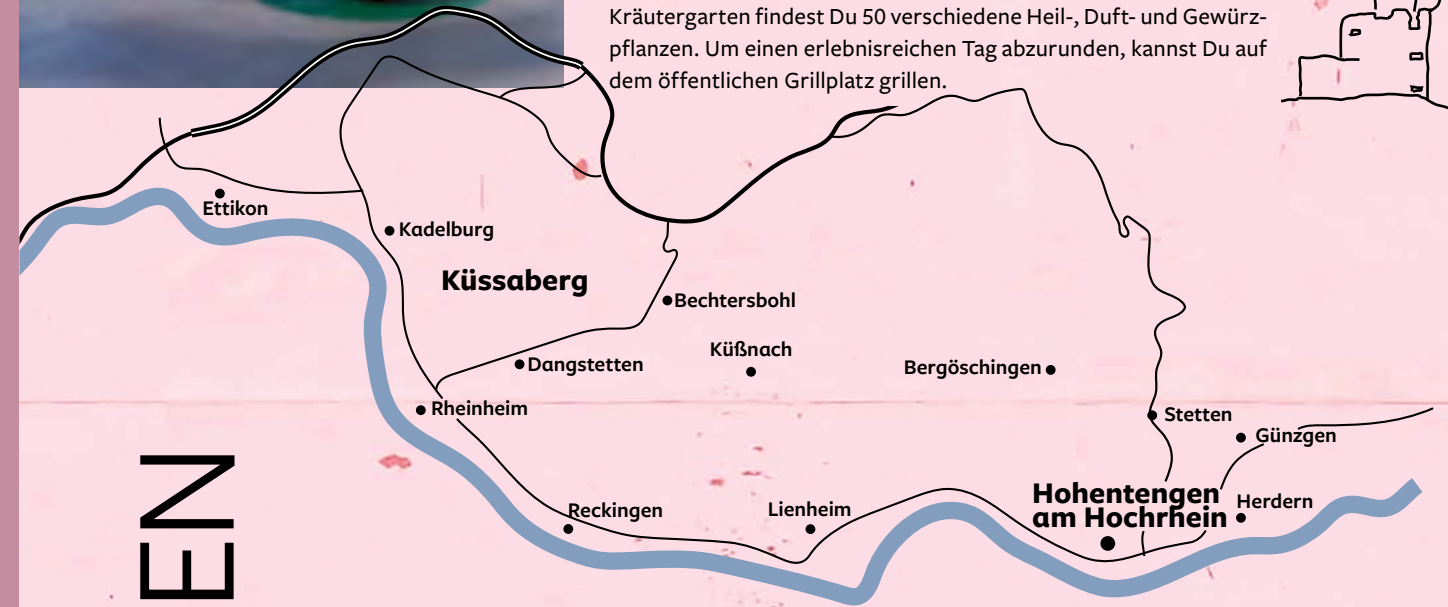 Kräutergarten findest Du 50 verschiedene Heil-, Duft- und Gewürz-
pflanzen. Um einen erlebnisreichen Tag abzurunden, kannst Du auf
dem öffentlichen Grillplatz grillen.
Ettikon
Kadelburg
Küssaberg
Bechtersbohl
Küßnach
Dangstetten
Bergöschingen
Rheinheim
Stetten
Günzgen
EN
Reckingen
Lienheim
Hohentengen
am Hochrhein
Herdern